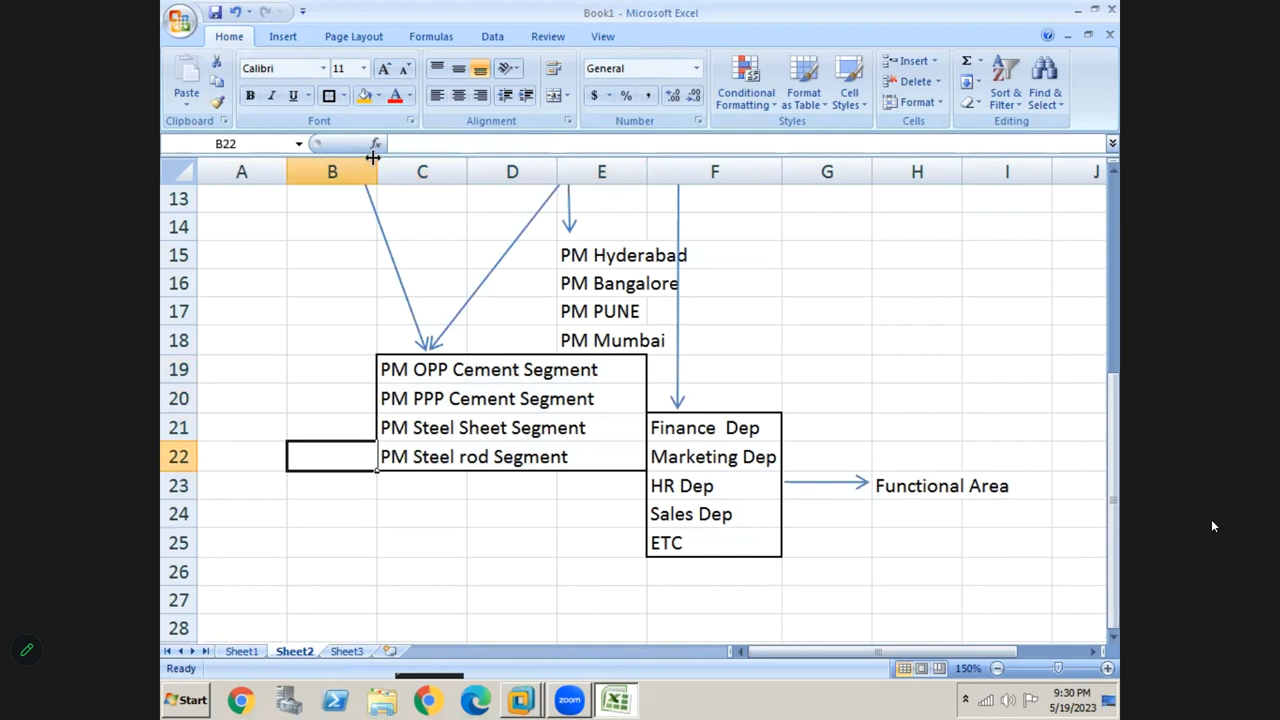 Book1 - Microsoft Excel
Home Insert Page Layout Formulas Data Review View
Paste
Calibri 11
B I U
General
$ % ,
Conditional Formatting
Format as Table
Cell Styles
Insert
Delete
Format
Σ
Sort & Filter
Find & Select
Clipboard Font Alignment Number Styles Cells Editing
B22 fx
A B C D E F G H I J
13
14
15 PM Hyderabad
16 PM Bangalore
17 PM PUNE
18 PM Mumbai
19 PM OPP Cement Segment
20 PM PPP Cement Segment
21 PM Steel Sheet Segment Finance Dep
22 PM Steel rod Segment Marketing Dep
23 HR Dep Functional Area
24 Sales Dep
25 ETC
26
27
28
Sheet1 Sheet2 Sheet3
Ready 150%
Start zoom 9:30 PM
5/19/2023